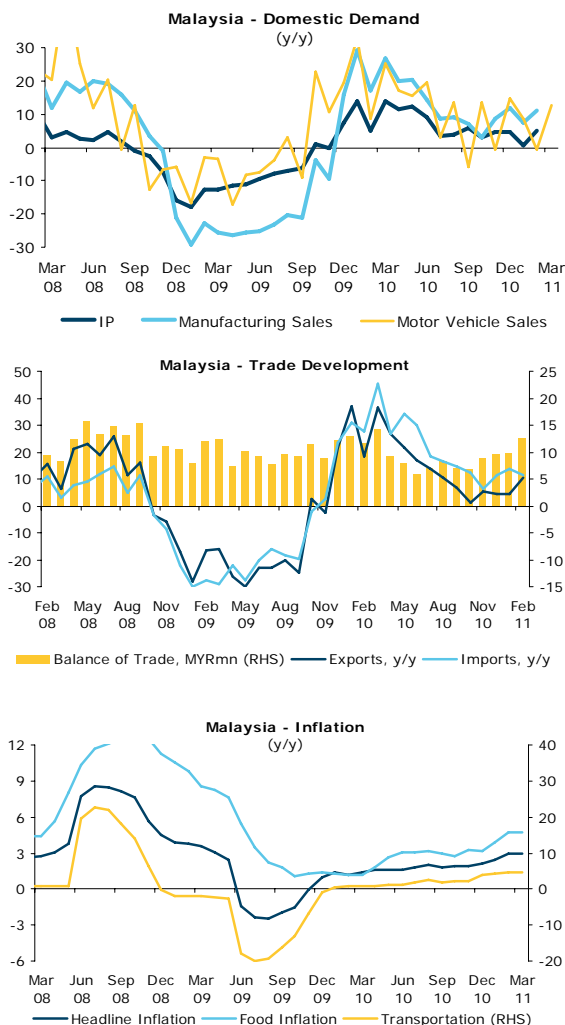 Malaysia - Domestic Demand
(y/y)
30
20
10
0
-10
-20
-30
Mar Jun Sep Dec Mar Jun Sep Dec Mar Jun Sep Dec Mar
08 08 08 08 09 09 09 09 10 10 10 10 11
IP Manufacturing Sales Motor Vehicle Sales
Malaysia - Trade Development
50 25
40 20
30 15
20 10
10 5
0 0
-10 -5
-20 -10
-30 -15
Feb May Aug Nov Feb May Aug Nov Feb May Aug Nov Feb
08 08 08 08 09 09 09 09 10 10 10 10 11
Balance of Trade, MYRmn (RHS) Exports, y/y Imports, y/y
Malaysia - Inflation
(y/y)
12 40
9 30
6 20
3 10
0 0
-3 -10
-6 -20
Mar Jun Sep Dec Mar Jun Sep Dec Mar Jun Sep Dec Mar
08 08 08 08 09 09 09 09 10 10 10 10 11
Headline Inflation Food Inflation Transportation (RHS)